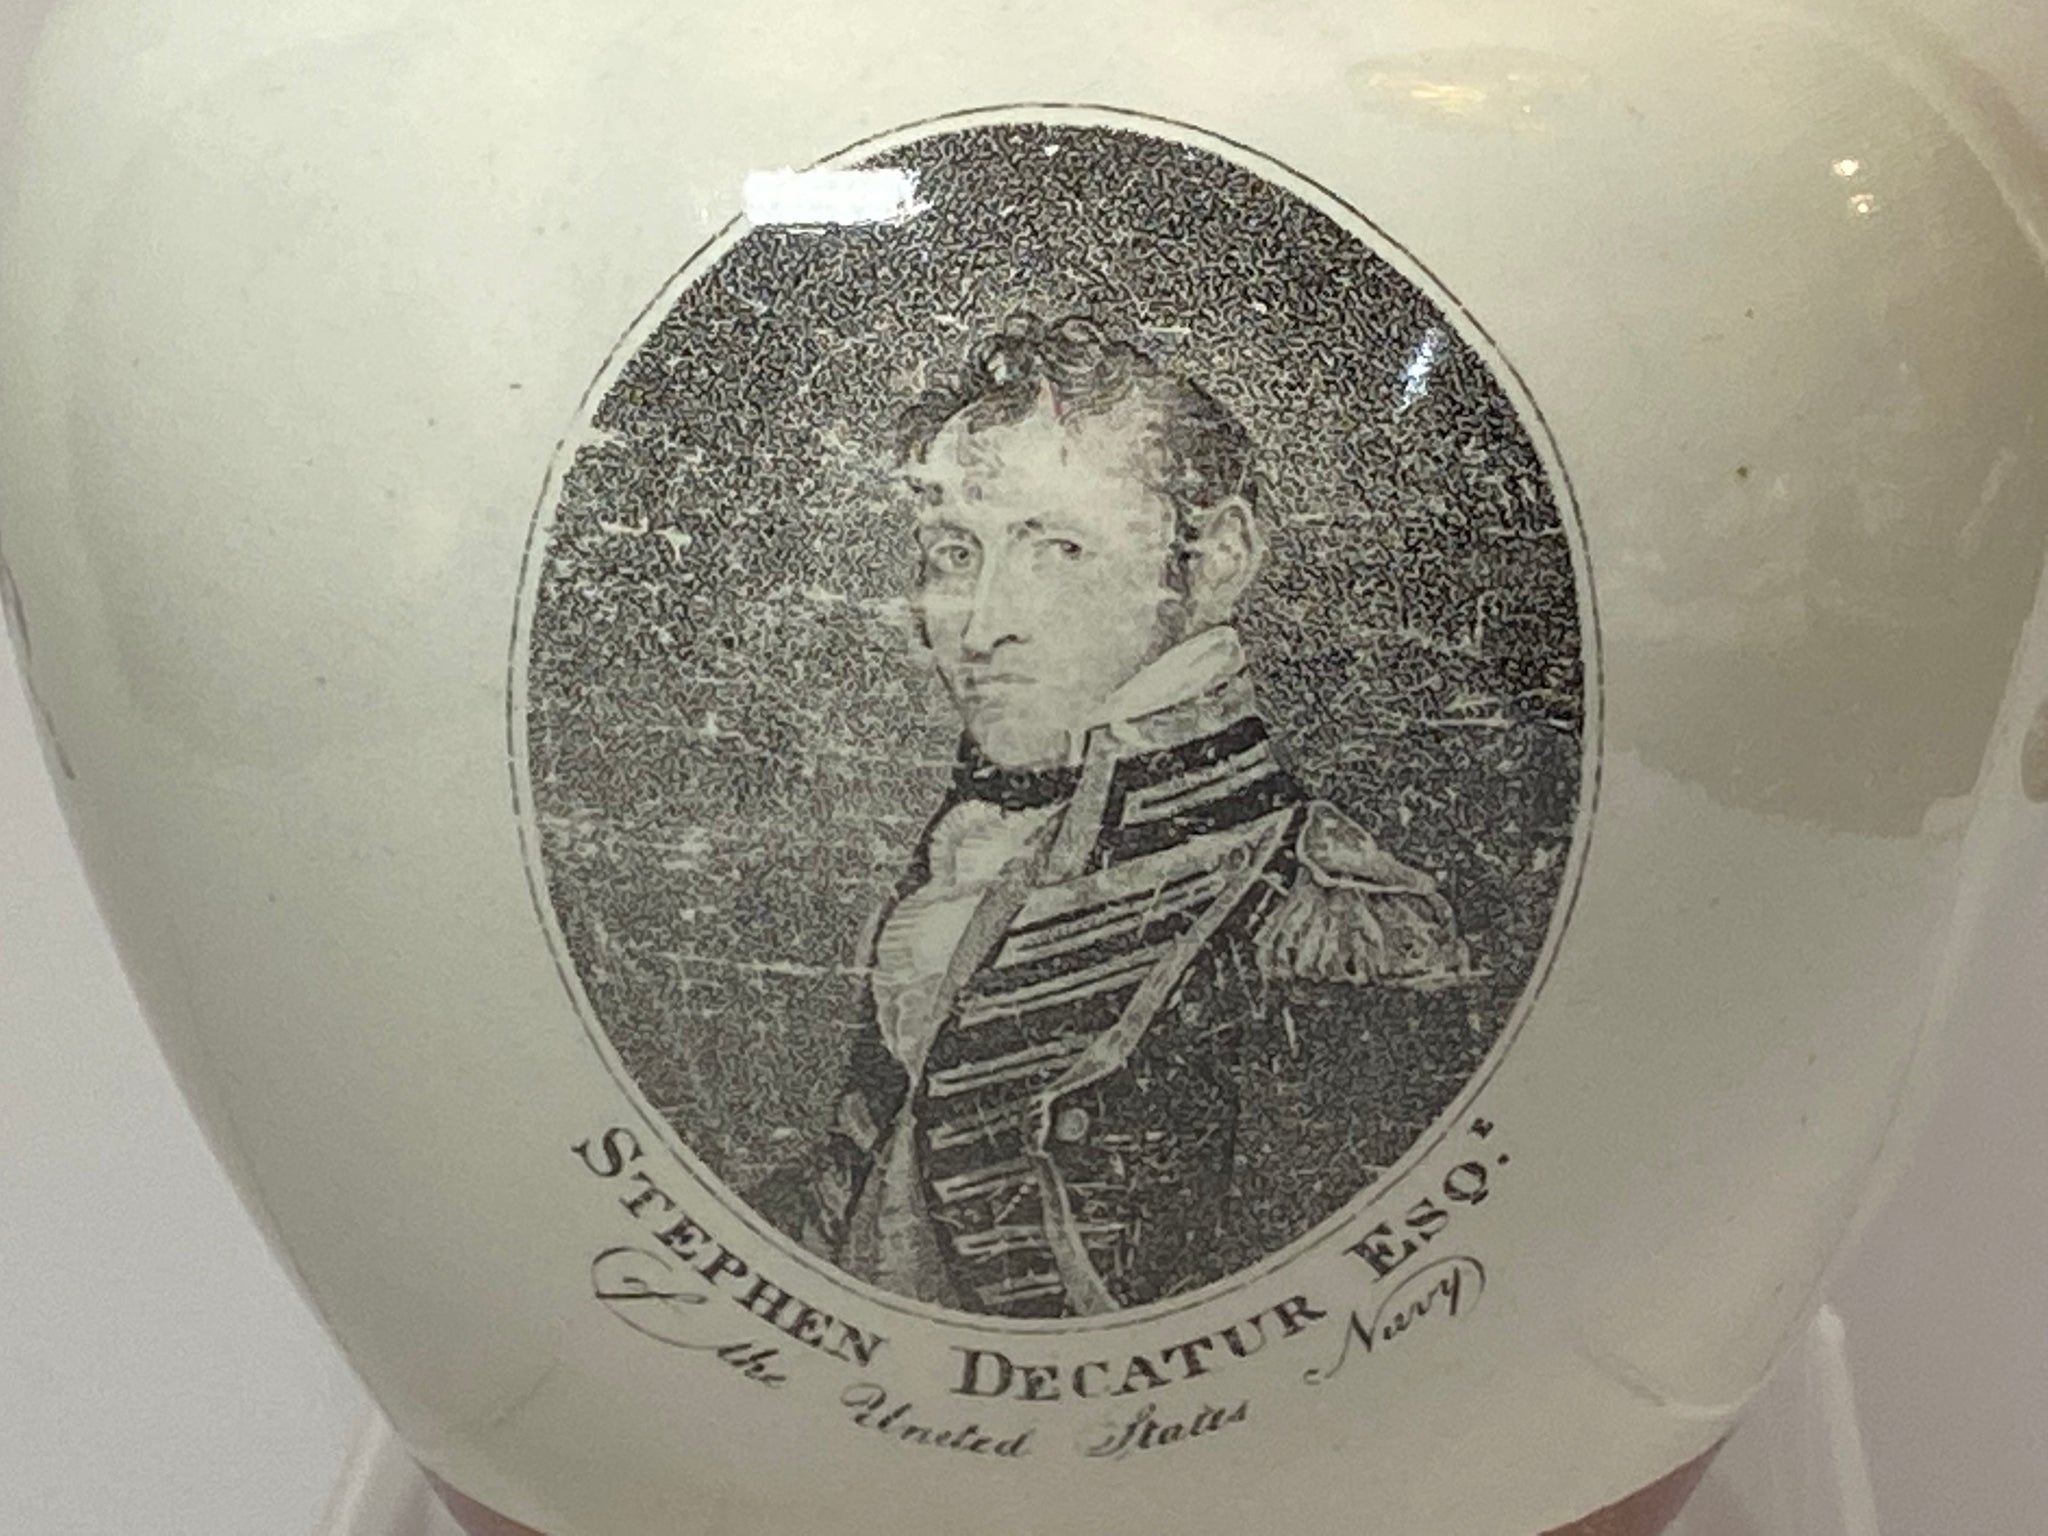 STEPHEN DECATUR ESQ.R
Of the United States Navy